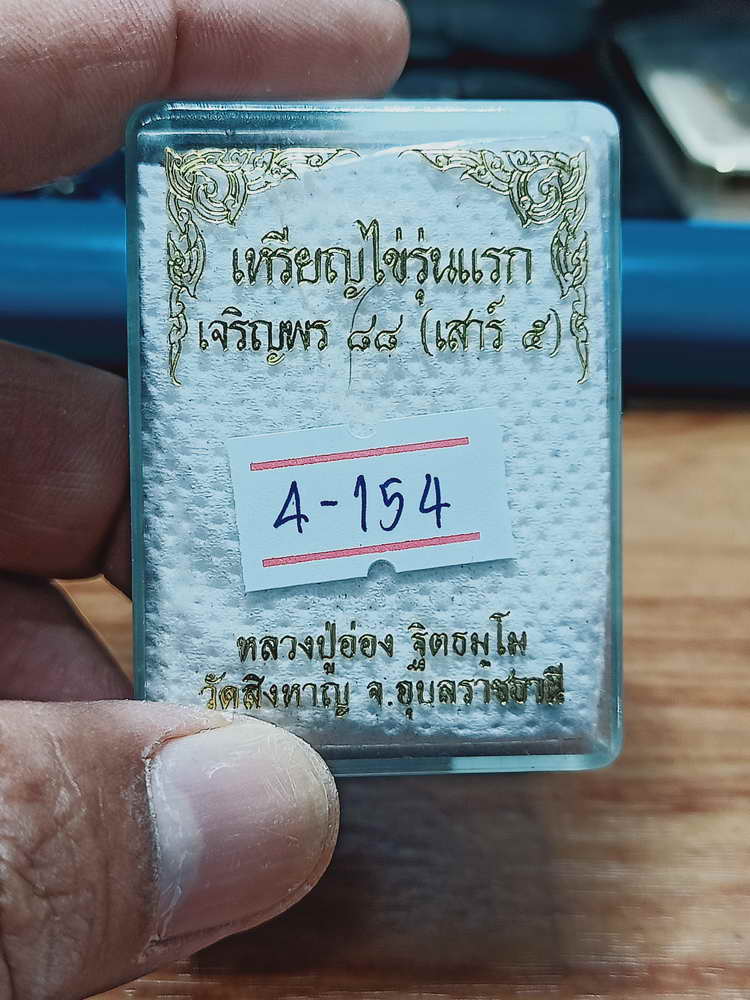 เหรียญไข่รุ่นแรก
เจริญพร ๘๘ (เสาร์ ๕)
4-154
หลวงปู่อ่อง ฐิตธมฺโม
วัดสิงหาญ จ.อุบลราชธานี